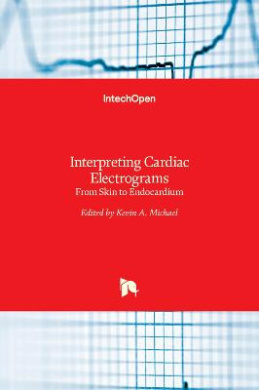 IntechOpen
Interpreting Cardiac
Electrograms
From Skin to Endocardium
Edited by Kevin A. Michael